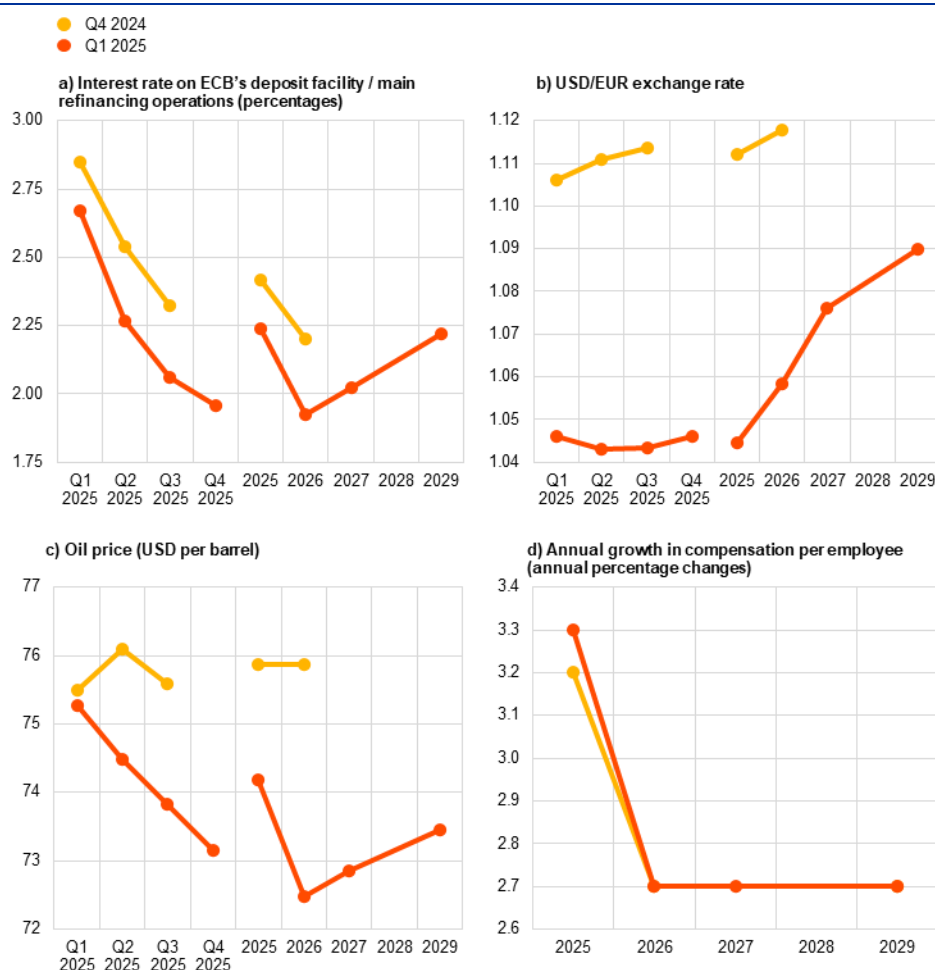 Q4 2024
Q1 2025
a) Interest rate on ECB's deposit facility / main
refinancing operations (percentages)
3.00
2.75
2.50
2.25
2.00
1.75
Q1 Q2 Q3 Q4 2025 2026 2027 2028 2029
2025 2025 2025 2025
b) USD/EUR exchange rate
1.12
1.11
1.10
1.09
1.08
1.07
1.06
1.05
1.04
Q1 Q2 Q3 Q4 2025 2026 2027 2028 2029
2025 2025 2025 2025
c) Oil price (USD per barrel)
77
76
75
74
73
72
Q1 Q2 Q3 Q4 2025 2026 2027 2028 2029
2025 2025 2025 2025
d) Annual growth in compensation per employee
(annual percentage changes)
3.4
3.3
3.2
3.1
3.0
2.9
2.8
2.7
2.6
2025 2026 2027 2028 2029